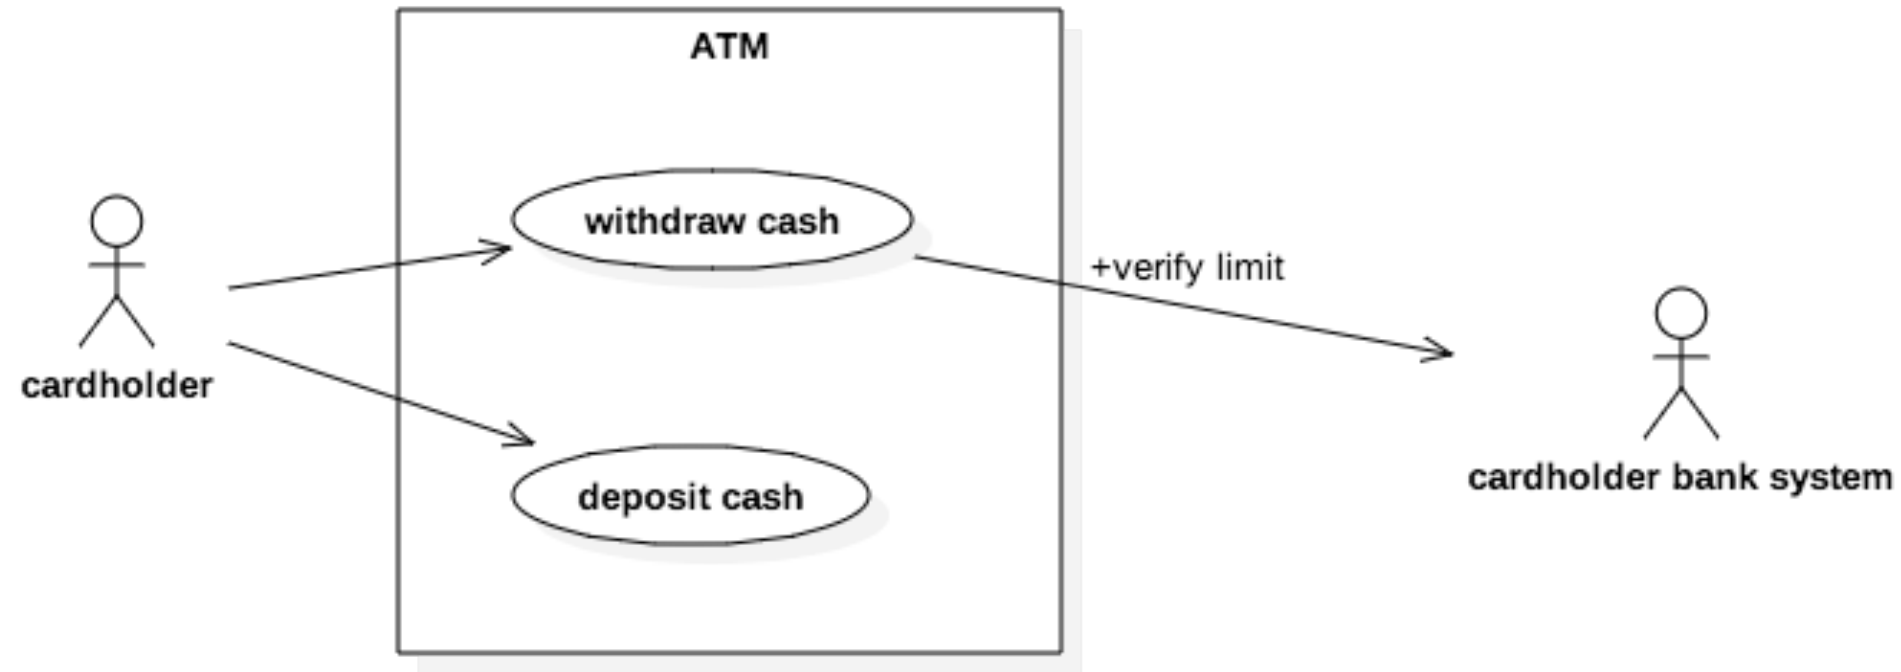 ATM
withdraw cash
+verify limit
cardholder
cardholder bank system
deposit cash